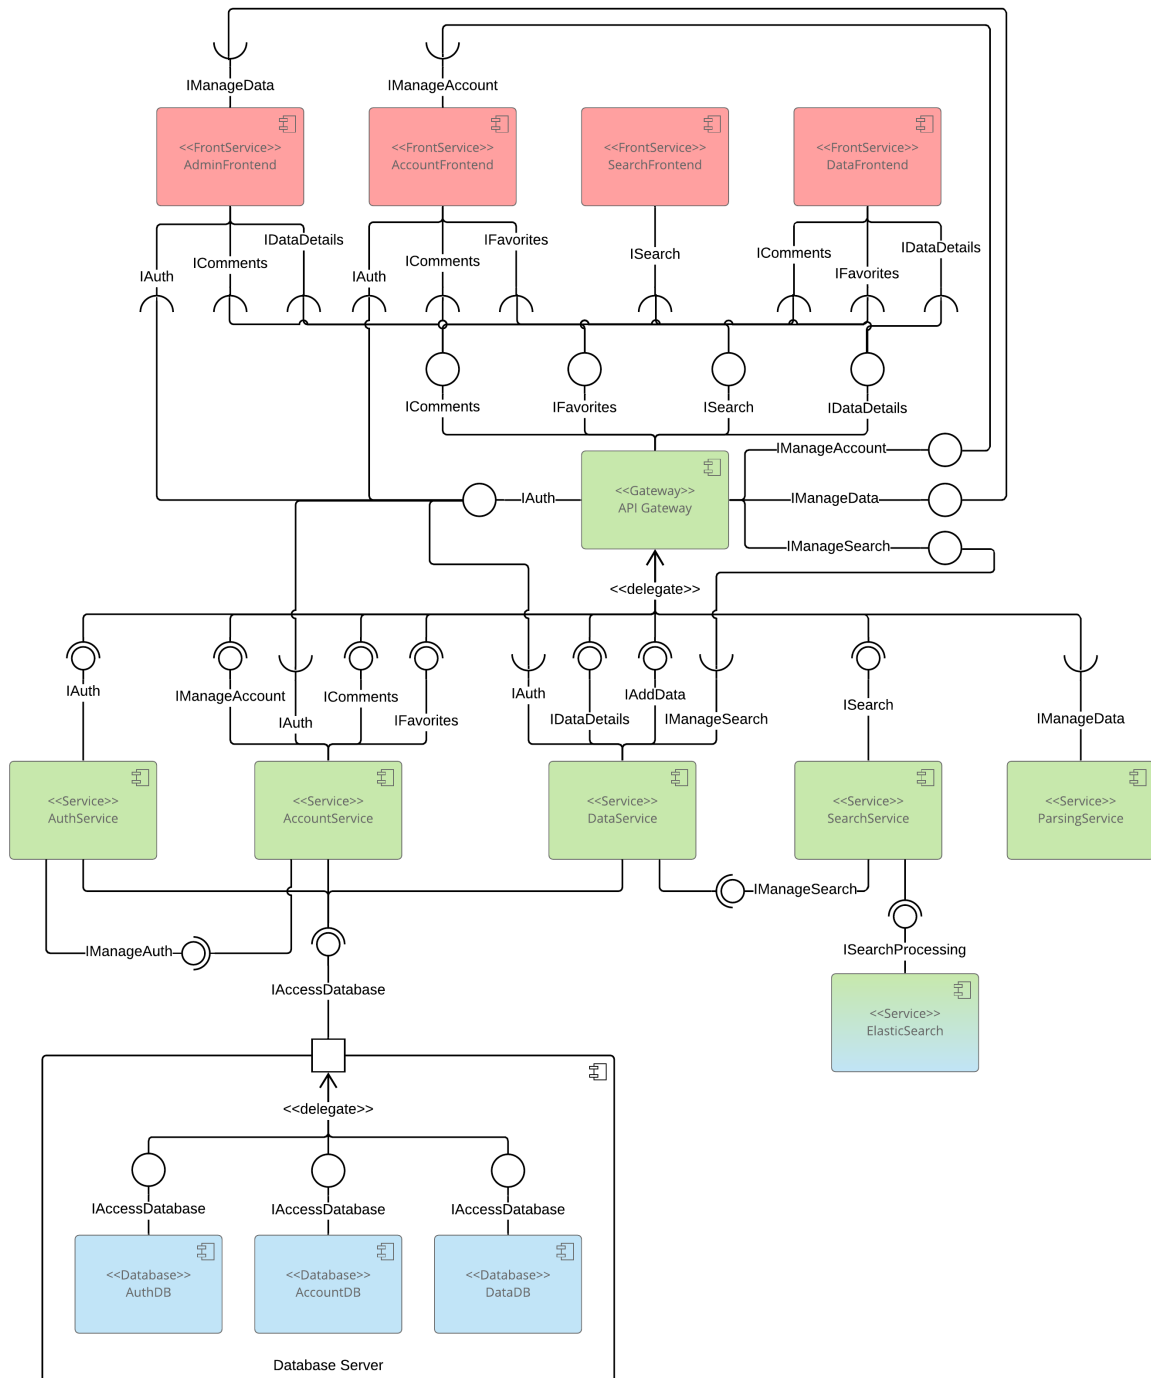 IManageData
IManageAccount
<<FrontService>>
AdminFrontend
<<FrontService>>
AccountFrontend
<<FrontService>>
SearchFrontend
<<FrontService>>
DataFrontend
IAuth
IComments
IDataDetails
IAuth
IComments
IFavorites
ISearch
IComments
IFavorites
IDataDetails
IComments
IFavorites
ISearch
IDataDetails
IManageAccount
IAuth
<<Gateway>>
API Gateway
IManageData
IManageSearch
<<delegate>>
IAuth
IManageAccount
IAuth
IComments
IFavorites
IAuth
IDataDetails
IAddData
IManageSearch
ISearch
IManageData
<<Service>>
AuthService
<<Service>>
AccountService
<<Service>>
DataService
<<Service>>
SearchService
<<Service>>
ParsingService
IManageSearch
IManageAuth
ISearchProcessing
IAccessDatabase
<<Service>>
ElasticSearch
<<delegate>>
IAccessDatabase
IAccessDatabase
IAccessDatabase
<<Database>>
AuthDB
<<Database>>
AccountDB
<<Database>>
DataDB
Database Server